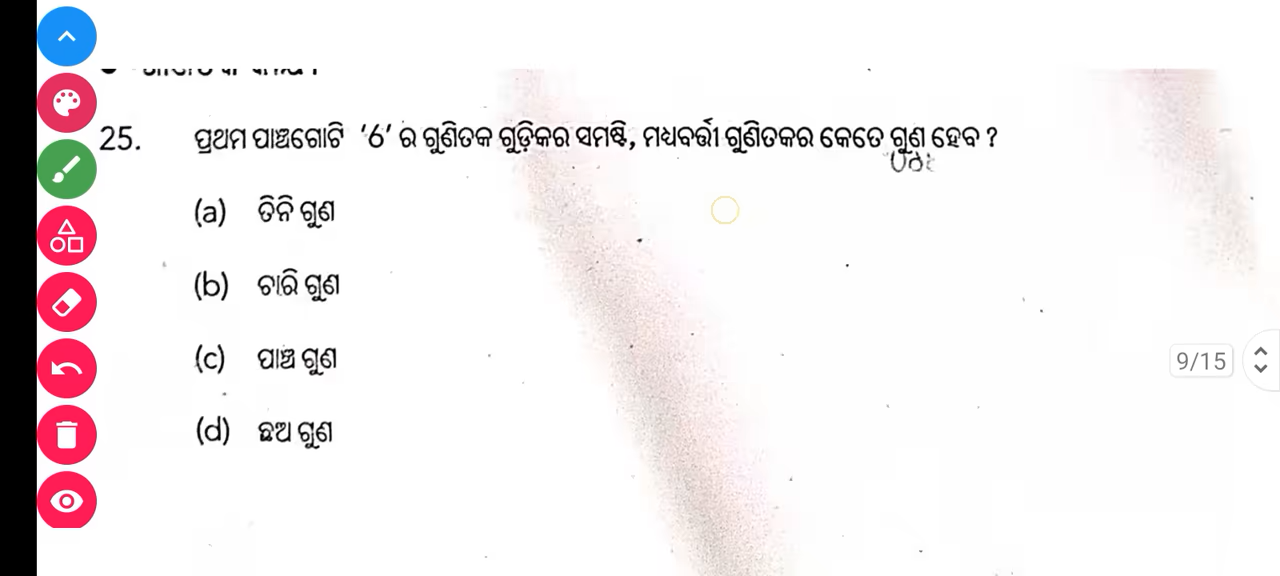 25. ପ୍ରଥମ ପାଞ୍ଚଗୋଟି '6' ର ଗୁଣିତକ ଗୁଡ଼ିକର ସମଷ୍ଟି, ମଧ୍ୟବର୍ତ୍ତୀ ଗୁଣିତକର କେତେ ଗୁଣ ହେବ ?
(a) ତିନି ଗୁଣ
(b) ଚାରି ଗୁଣ
(c) ପାଞ୍ଚ ଗୁଣ
(d) ଛଅ ଗୁଣ
9/15